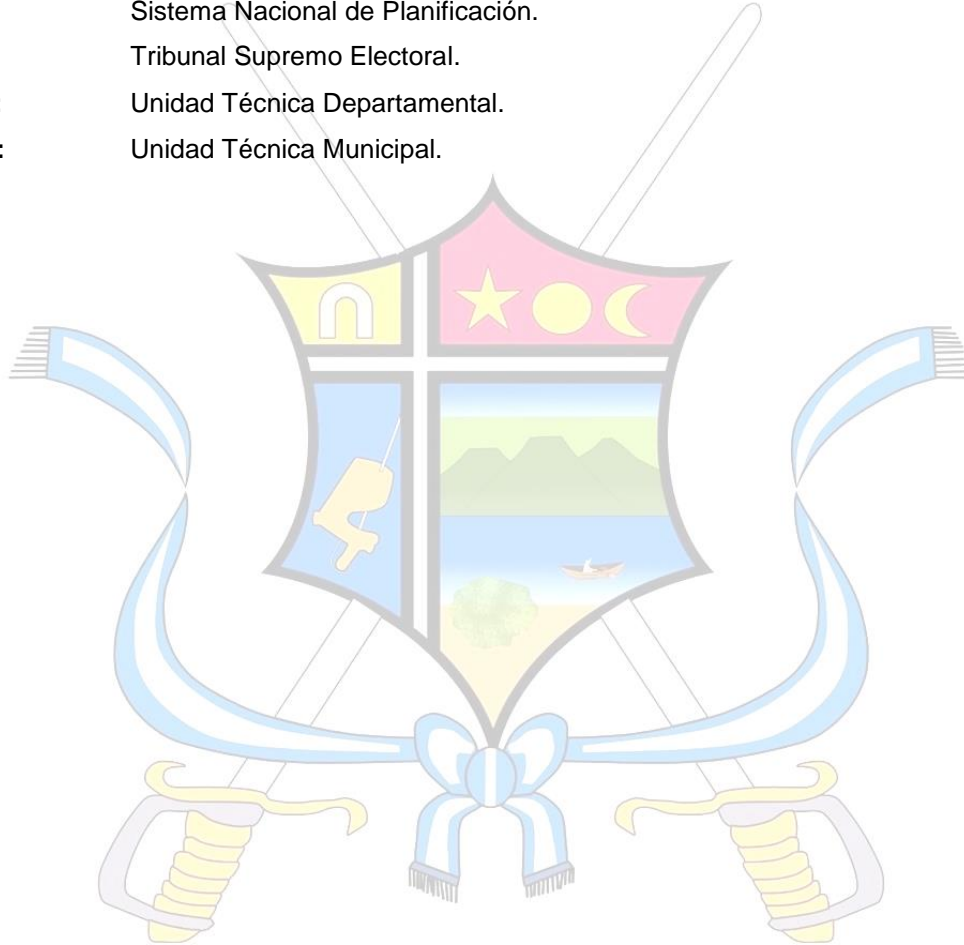 Sistema Nacional de Planificación.
Tribunal Supremo Electoral.
: Unidad Técnica Departamental.
: Unidad Técnica Municipal.